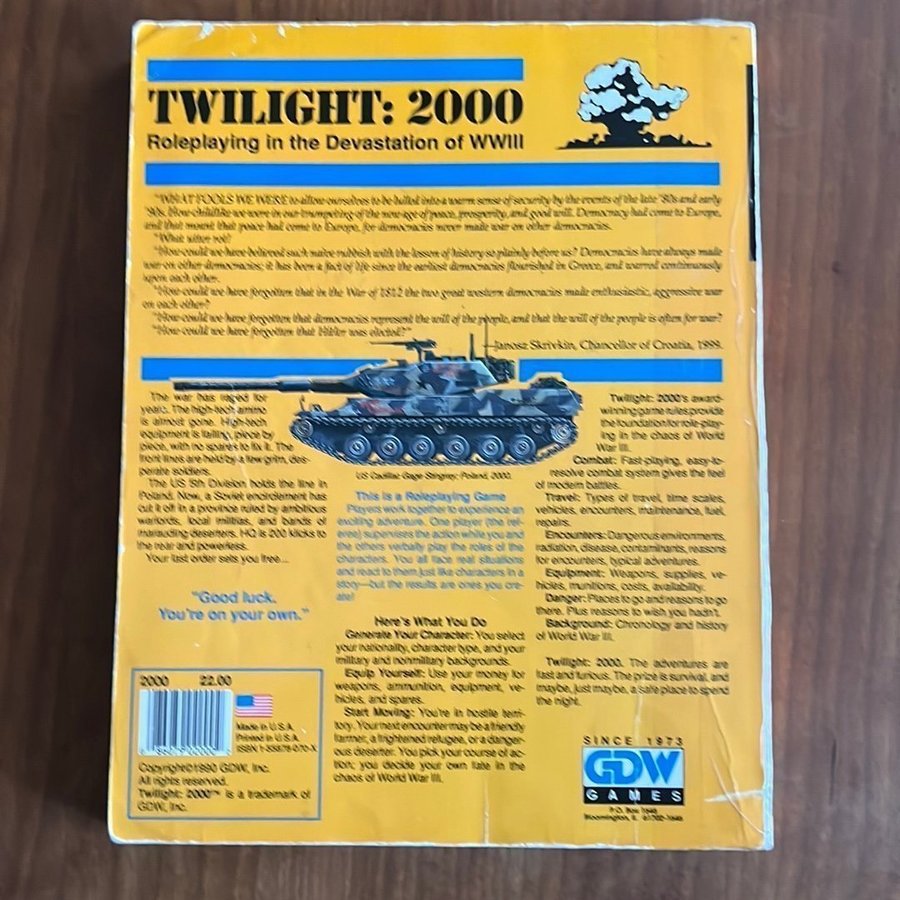 TWILIGHT: 2000
Roleplaying in the Devastation of WWIII
"WHAT FOOLS WE WERE to allow ourselves to be lulled into a warm sense of security by the events of the late '80s and early
'90s. How childlike we were in our trumpeting of the new age of peace, prosperity, and good will. Democracy had come to Europe,
and that meant that peace had come to Europe, for democracies never made war on other democracies.
"What utter rot!
"How could we have believed such naive rubbish with the lesson of history so plainly before us? Democracies have always made
war on other democracies; it has been a fact of life since the earliest democracies flourished in Greece, and warred continuously
upon each other.
"How could we have forgotten that in the War of 1812 the two great western democracies made enthusiastic, aggressive war
on each other?
"How could we have forgotten that democracies represent the will of the people, and that the will of the people is often for war?
"How could we have forgotten that Hitler was elected?"
—Janosz Skrivkin, Chancellor of Croatia, 1999.
The war has raged for
years. The high-tech ammo
is almost gone. High-tech
equipment is failing, piece by
piece, with no spares to fix it. The
front lines are held by a few grim, des-
perate soldiers.
The US 5th Division holds the line in
Poland. Now, a Soviet encirclement has
cut it off in a province ruled by ambitious
warlords, local militias, and bands of
marauding deserters. HQ is 200 klicks to
the rear and powerless.
Your last order sets you free...
"Good luck.
You're on your own."
2000 22.00
Made in U.S.A.
Printed in U.S.A.
ISBN 1-55878-070-X
Copyright©1990 GDW, Inc.
All rights reserved.
Twilight: 2000™ is a trademark of
GDW, Inc.
US Cadillac Gage Stingray; Poland, 2000.
This is a Roleplaying Game
Players work together to experience an
exciting adventure. One player (the ref-
eree) supervises the action while you and
the others verbally play the roles of the
characters. You all face real situations
and react to them just like characters in a
story—but the results are ones you cre-
ate!
Here's What You Do
Generate Your Character: You select
your nationality, character type, and your
military and nonmilitary backgrounds.
Equip Yourself: Use your money for
weapons, ammunition, equipment, ve-
hicles, and spares.
Start Moving: You're in hostile terri-
tory. Your next encounter may be a friendly
farmer, a frightened refugee, or a danger-
ous deserter. You pick your course of ac-
tion; you decide your own fate in the
chaos of World War III.
Twilight: 2000's award-
winning game rules provide
the foundation for role-play-
ing in the chaos of World
War III.
Combat: Fast-playing, easy-to-
resolve combat system gives the feel
of modern battles.
Travel: Types of travel, time scales,
vehicles, encounters, maintenance, fuel,
repairs.
Encounters: Dangerous environments,
radiation, disease, contaminants, reasons
for encounters, typical adventures.
Equipment: Weapons, supplies, ve-
hicles, munitions, costs, availability.
Danger: Places to go and reasons to go
there. Plus reasons to wish you hadn't.
Background: Chronology and history
of World War III.
Twilight: 2000. The adventures are
fast and furious. The prize is survival, and
maybe, just maybe, a safe place to spend
the night.
SINCE 1973
GDW
GAMES
P.O. Box 1646
Bloomington, IL 61702-1646